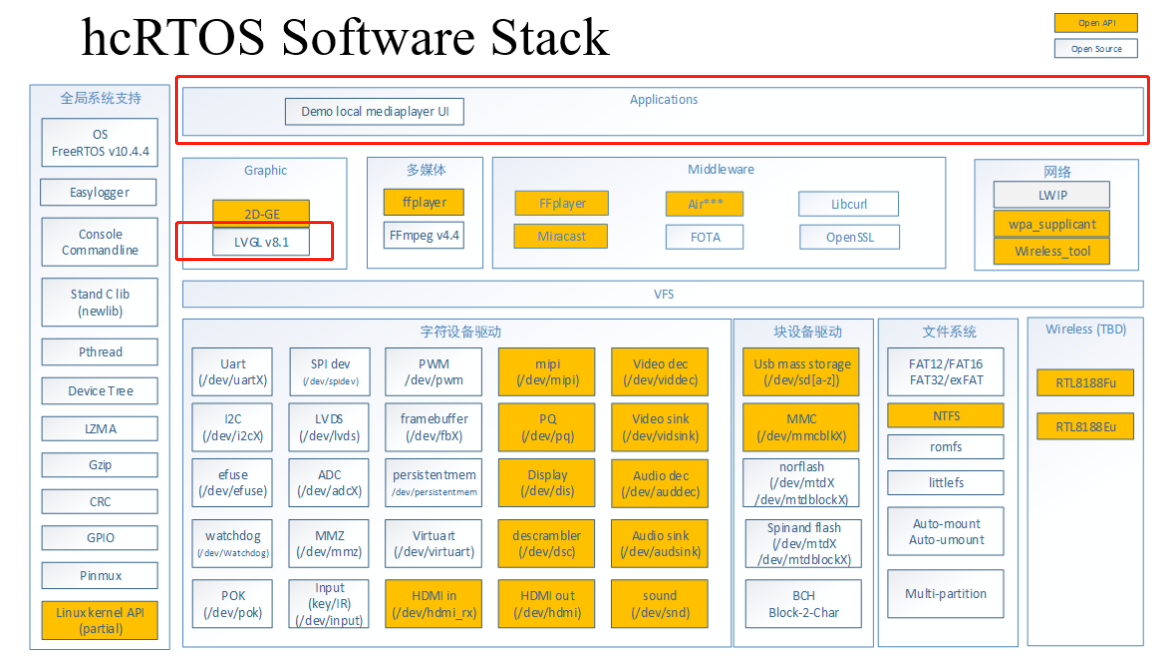 hcRTOS Software Stack
Open API
Open Source
全局系统支持
OS
FreeRTOS v10.4.4
Easylogger
Console
Commandline
Stand C lib
(newlib)
Pthread
Device Tree
LZMA
Gzip
CRC
GPIO
Pinmux
Linux kernel API
(partial)
Applications
Demo local mediaplayer UI
Graphic
2D-GE
LVGL v8.1
多媒体
ffplayer
FFmpeg v4.4
Middleware
FFplayer
Air***
Libcurl
Miracast
FOTA
OpenSSL
网络
LWIP
wpa_supplicant
Wireless_tool
VFS
字符设备驱动
Uart
(/dev/uartX)
SPI dev
(/dev/spidev)
PWM
/dev/pwm
mipi
(/dev/mipi)
Video dec
(/dev/viddec)
I2C
(/dev/i2cX)
LVDS
(/dev/lvds)
framebuffer
(/dev/fbX)
PQ
(/dev/pq)
Video sink
(/dev/vidsink)
efuse
(/dev/efuse)
ADC
(/dev/adcX)
persistentmem
/dev/persistentmem
Display
(/dev/dis)
Audio dec
(/dev/auddec)
watchdog
(/dev/Watchdog)
MMZ
(/dev/mmz)
Virtuart
(/dev/virtuart)
descrambler
(/dev/dsc)
Audio sink
(/dev/audsink)
POK
(/dev/pok)
Input
(key/IR)
(/dev/input)
HDMI in
(/dev/hdmi_rx)
HDMI out
(/dev/hdmi)
sound
(/dev/snd)
块设备驱动
Usb mass storage
(/dev/sd[a-z])
MMC
(/dev/mmcblkX)
norflash
(/dev/mtdX
/dev/mtdblockX)
Spinand flash
(/dev/mtdX
/dev/mtdblockX)
BCH
Block-2-Char
文件系统
FAT12/FAT16
FAT32/exFAT
NTFS
romfs
littlefs
Auto-mount
Auto-umount
Multi-partition
Wireless (TBD)
RTL8188Fu
RTL8188Eu